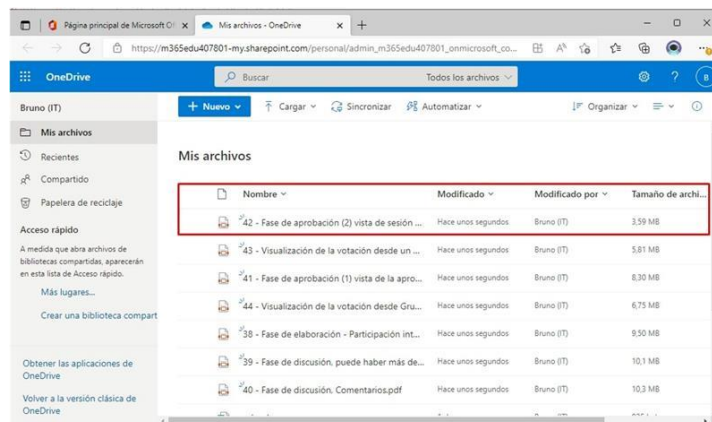 Página principal de Microsoft Of
Mis archivos - OneDrive
https://m365edu407801-my.sharepoint.com/personal/admin_m365edu407801_onmicrosoft_co...
OneDrive
Buscar
Todos los archivos
B
Bruno (IT)
Nuevo
Cargar
Sincronizar
Automatizar
Organizar
Mis archivos
Recientes
Compartido
Papelera de reciclaje
Acceso rápido
A medida que abra archivos de
bibliotecas compartidas, aparecerán
en esta lista de Acceso rápido.
Más lugares...
Crear una biblioteca compart
Obtener las aplicaciones de
OneDrive
Volver a la versión clásica de
OneDrive
Mis archivos
Nombre Modificado Modificado por Tamaño de archi...
42 - Fase de aprobación (2) vista de sesión ... Hace unos segundos Bruno (IT) 3,59 MB
43 - Visualización de la votación desde un ... Hace unos segundos Bruno (IT) 5,81 MB
41 - Fase de aprobación (1) vista de la apro... Hace unos segundos Bruno (IT) 8,30 MB
44 - Visualización de la votación desde Gru... Hace unos segundos Bruno (IT) 6,75 MB
38 - Fase de elaboración - Participación int... Hace unos segundos Bruno (IT) 9,50 MB
39 - Fase de discusión, puede haber más de... Hace unos segundos Bruno (IT) 10,1 MB
40 - Fase de discusión. Comentarios.pdf Hace unos segundos Bruno (IT) 10,3 MB